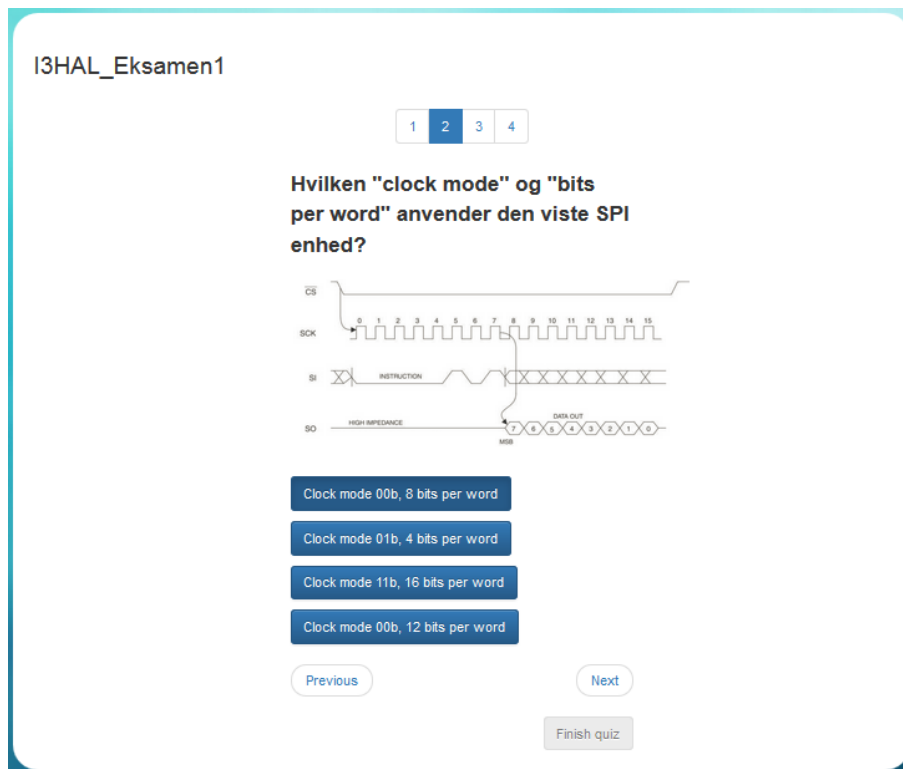 I3HAL_Eksamen1
1 2 3 4
Hvilken "clock mode" og "bits
per word" anvender den viste SPI
enhed?
CS
0 1 2 3 4 5 6 7 8 9 10 11 12 13 14 15
SCK
SI INSTRUCTION
DATA OUT
SO HIGH IMPEDANCE 7 6 5 4 3 2 1 0
MSB
Clock mode 00b, 8 bits per word
Clock mode 01b, 4 bits per word
Clock mode 11b, 16 bits per word
Clock mode 00b, 12 bits per word
Previous Next
Finish quiz